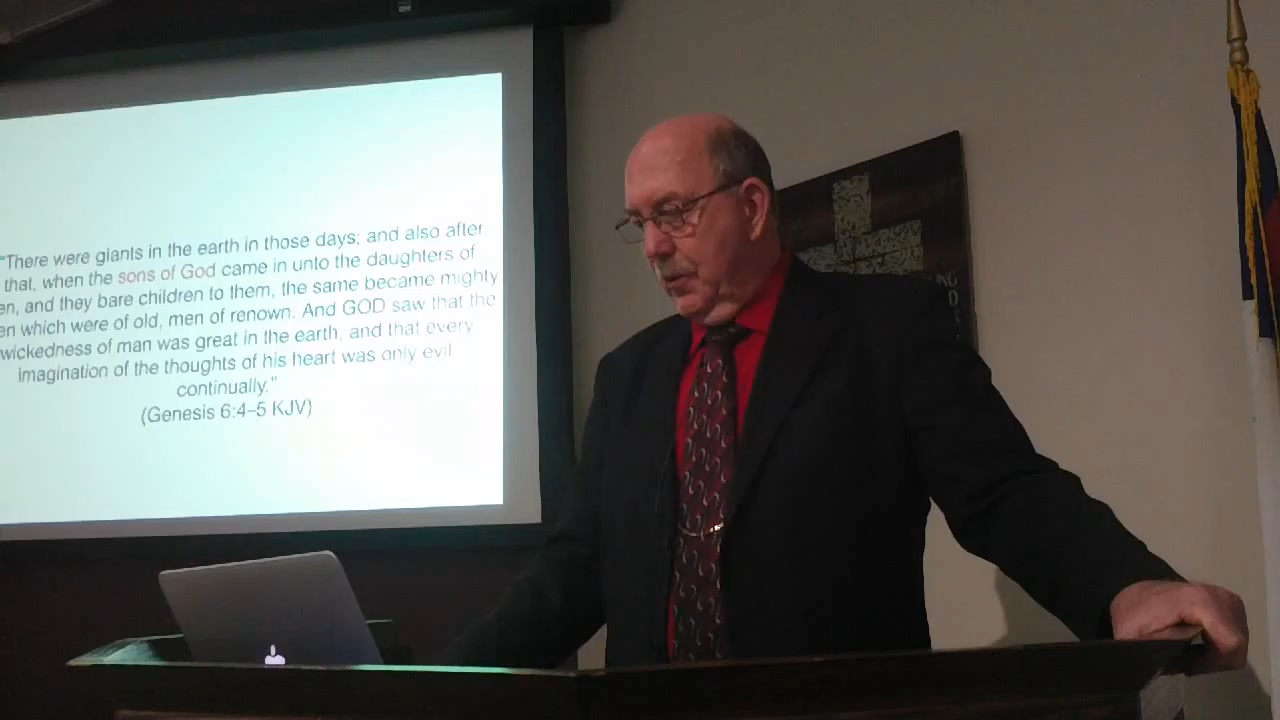 "There were giants in the earth in those days; and also after
that, when the sons of God came in unto the daughters of
en, and they bare children to them, the same became mighty
en which were of old, men of renown. And GOD saw that the
wickedness of man was great in the earth, and that every
imagination of the thoughts of his heart was only evil
continually."
(Genesis 6:4–5 KJV)